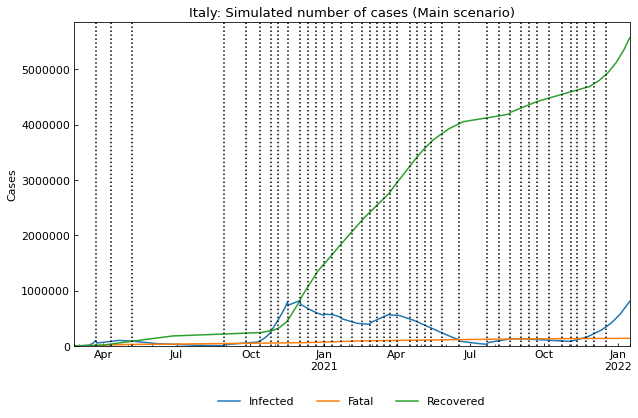 Italy: Simulated number of cases (Main scenario)
5000000
4000000
3000000
2000000
1000000
0
Cases
Apr Jul Oct Jan Apr Jul Oct Jan
2021 2022
Infected Fatal Recovered